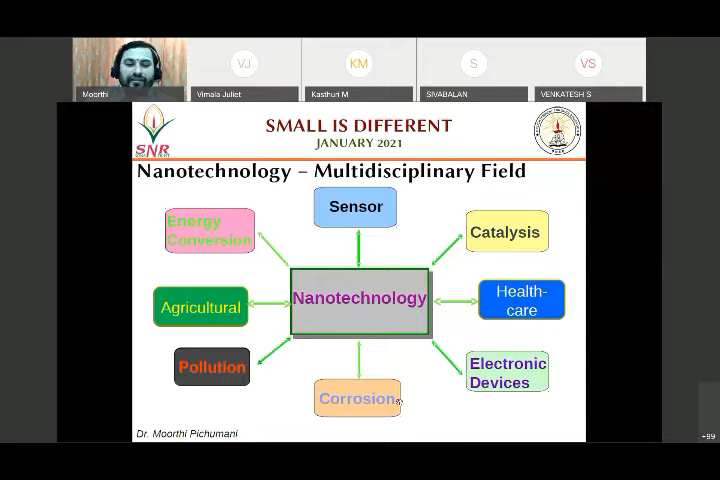 VJ
KM
S
VS
Moorthi
Vimala Juliet
Kasthuri M
SIVABALAN
VENKATESH S
SMALL IS DIFFERENT
JANUARY 2021
SNR
Nanotechnology – Multidisciplinary Field
Sensor
Energy
Conversion
Catalysis
Nanotechnology
Agricultural
Health-
care
Pollution
Electronic
Devices
Corrosion
Dr. Moorthi Pichumani
+99